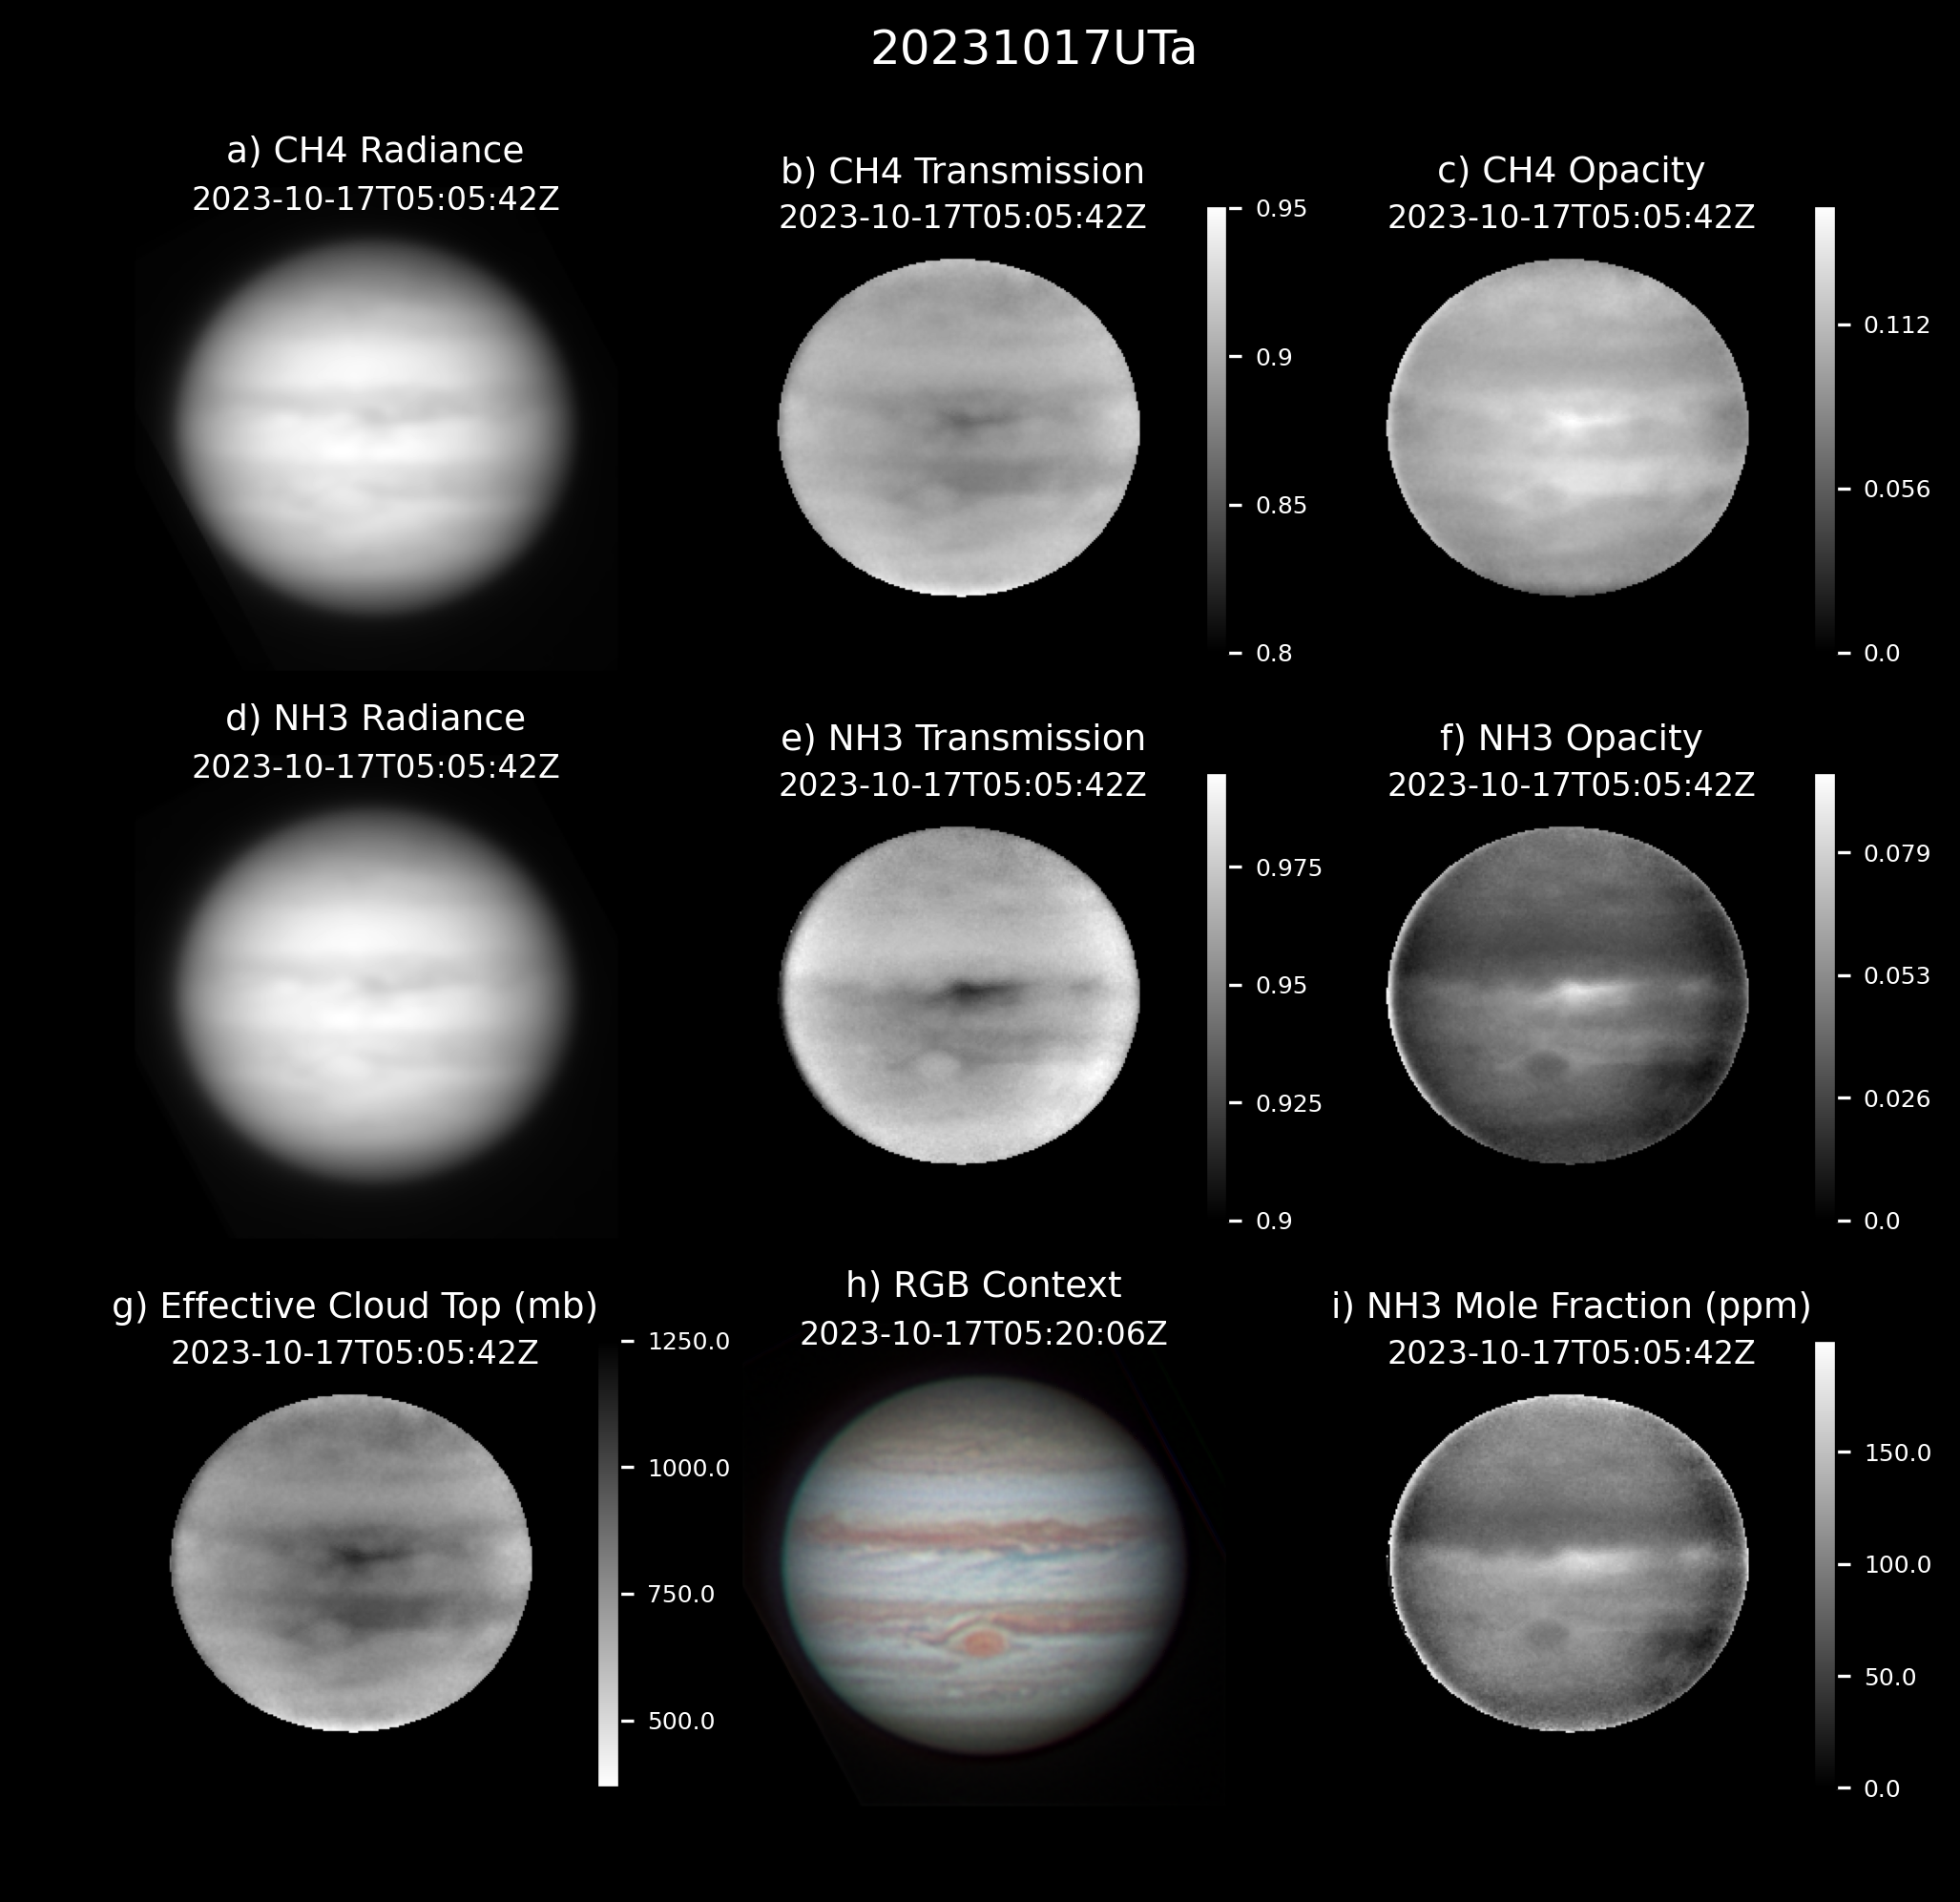 20231017UTa
a) CH4 Radiance
2023-10-17T05:05:42Z
b) CH4 Transmission
2023-10-17T05:05:42Z
0.95
0.9
0.85
0.8
c) CH4 Opacity
2023-10-17T05:05:42Z
0.112
0.056
0.0
d) NH3 Radiance
2023-10-17T05:05:42Z
e) NH3 Transmission
2023-10-17T05:05:42Z
0.975
0.95
0.925
0.9
f) NH3 Opacity
2023-10-17T05:05:42Z
0.079
0.053
0.026
0.0
g) Effective Cloud Top (mb)
2023-10-17T05:05:42Z
1250.0
1000.0
750.0
500.0
h) RGB Context
2023-10-17T05:20:06Z
i) NH3 Mole Fraction (ppm)
2023-10-17T05:05:42Z
150.0
100.0
50.0
0.0